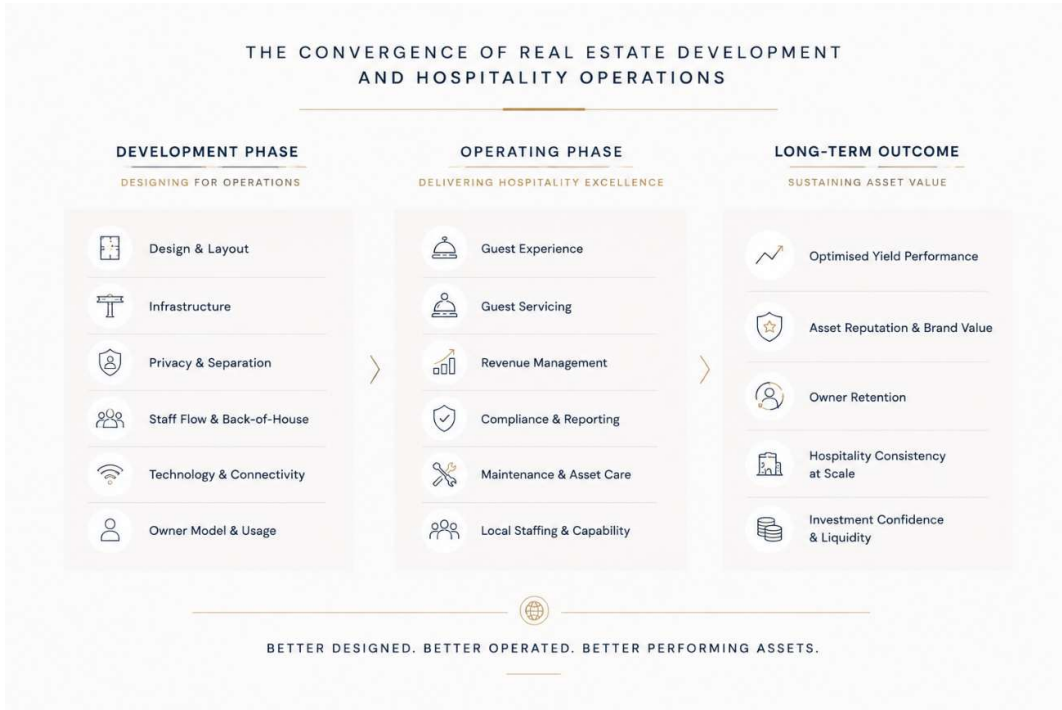 THE CONVERGENCE OF REAL ESTATE DEVELOPMENT
AND HOSPITALITY OPERATIONS
DEVELOPMENT PHASE
DESIGNING FOR OPERATIONS
Design & Layout
Infrastructure
Privacy & Separation
Staff Flow & Back-of-House
Technology & Connectivity
Owner Model & Usage
OPERATING PHASE
DELIVERING HOSPITALITY EXCELLENCE
Guest Experience
Guest Servicing
Revenue Management
Compliance & Reporting
Maintenance & Asset Care
Local Staffing & Capability
LONG-TERM OUTCOME
SUSTAINING ASSET VALUE
Optimised Yield Performance
Asset Reputation & Brand Value
Owner Retention
Hospitality Consistency
at Scale
Investment Confidence
& Liquidity
BETTER DESIGNED. BETTER OPERATED. BETTER PERFORMING ASSETS.